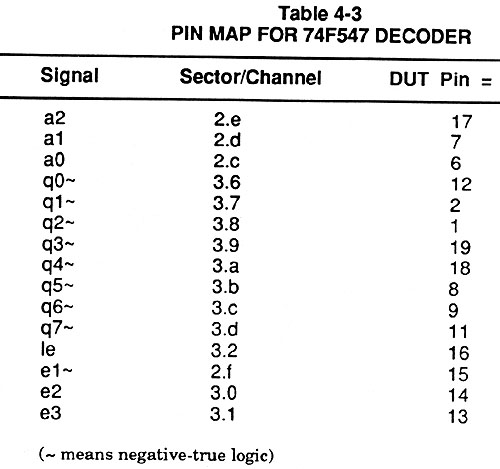 Table 4-3
PIN MAP FOR 74F547 DECODER
Signal Sector/Channel DUT Pin =
a2 2.e 17
a1 2.d 7
a0 2.c 6
q0~ 3.6 12
q1~ 3.7 2
q2~ 3.8 1
q3~ 3.9 19
q4~ 3.a 18
q5~ 3.b 8
q6~ 3.c 9
q7~ 3.d 11
le 3.2 16
e1~ 2.f 15
e2 3.0 14
e3 3.1 13
(~ means negative-true logic)